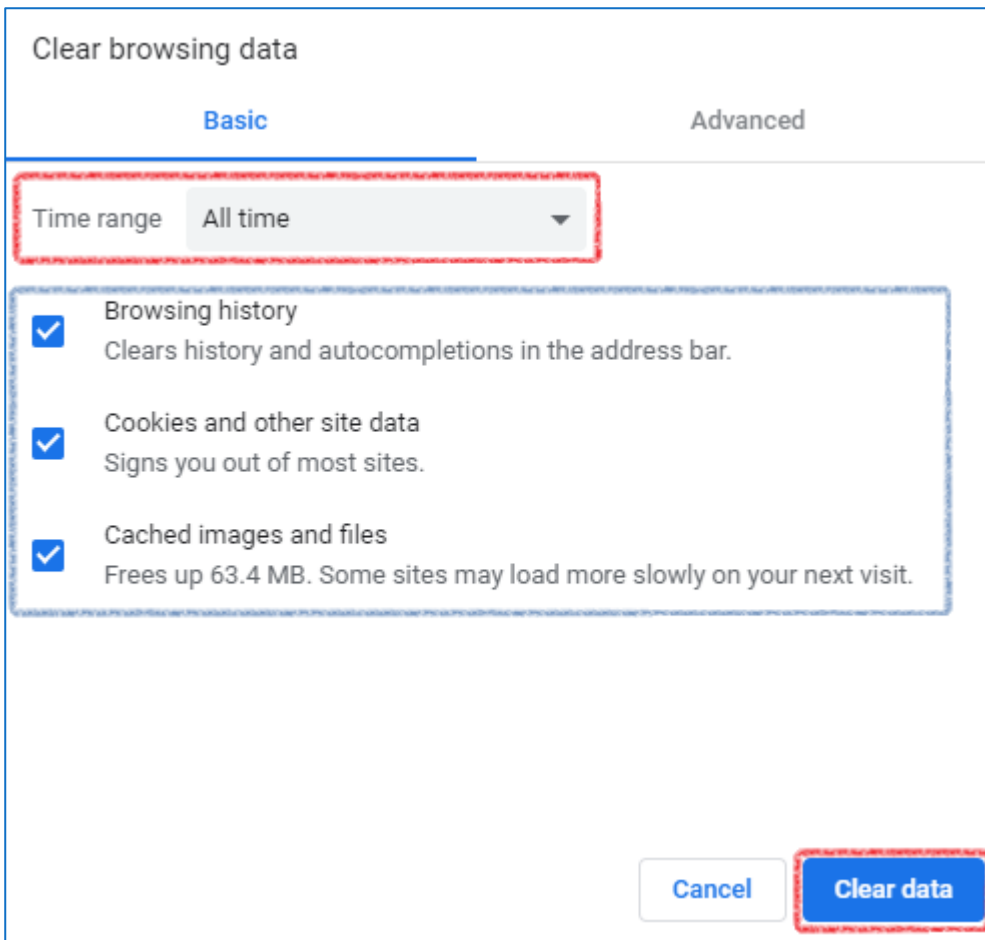 Clear browsing data
Basic Advanced
Time range All time
Browsing history
Clears history and autocompletions in the address bar.
Cookies and other site data
Signs you out of most sites.
Cached images and files
Frees up 63.4 MB. Some sites may load more slowly on your next visit.
Cancel Clear data